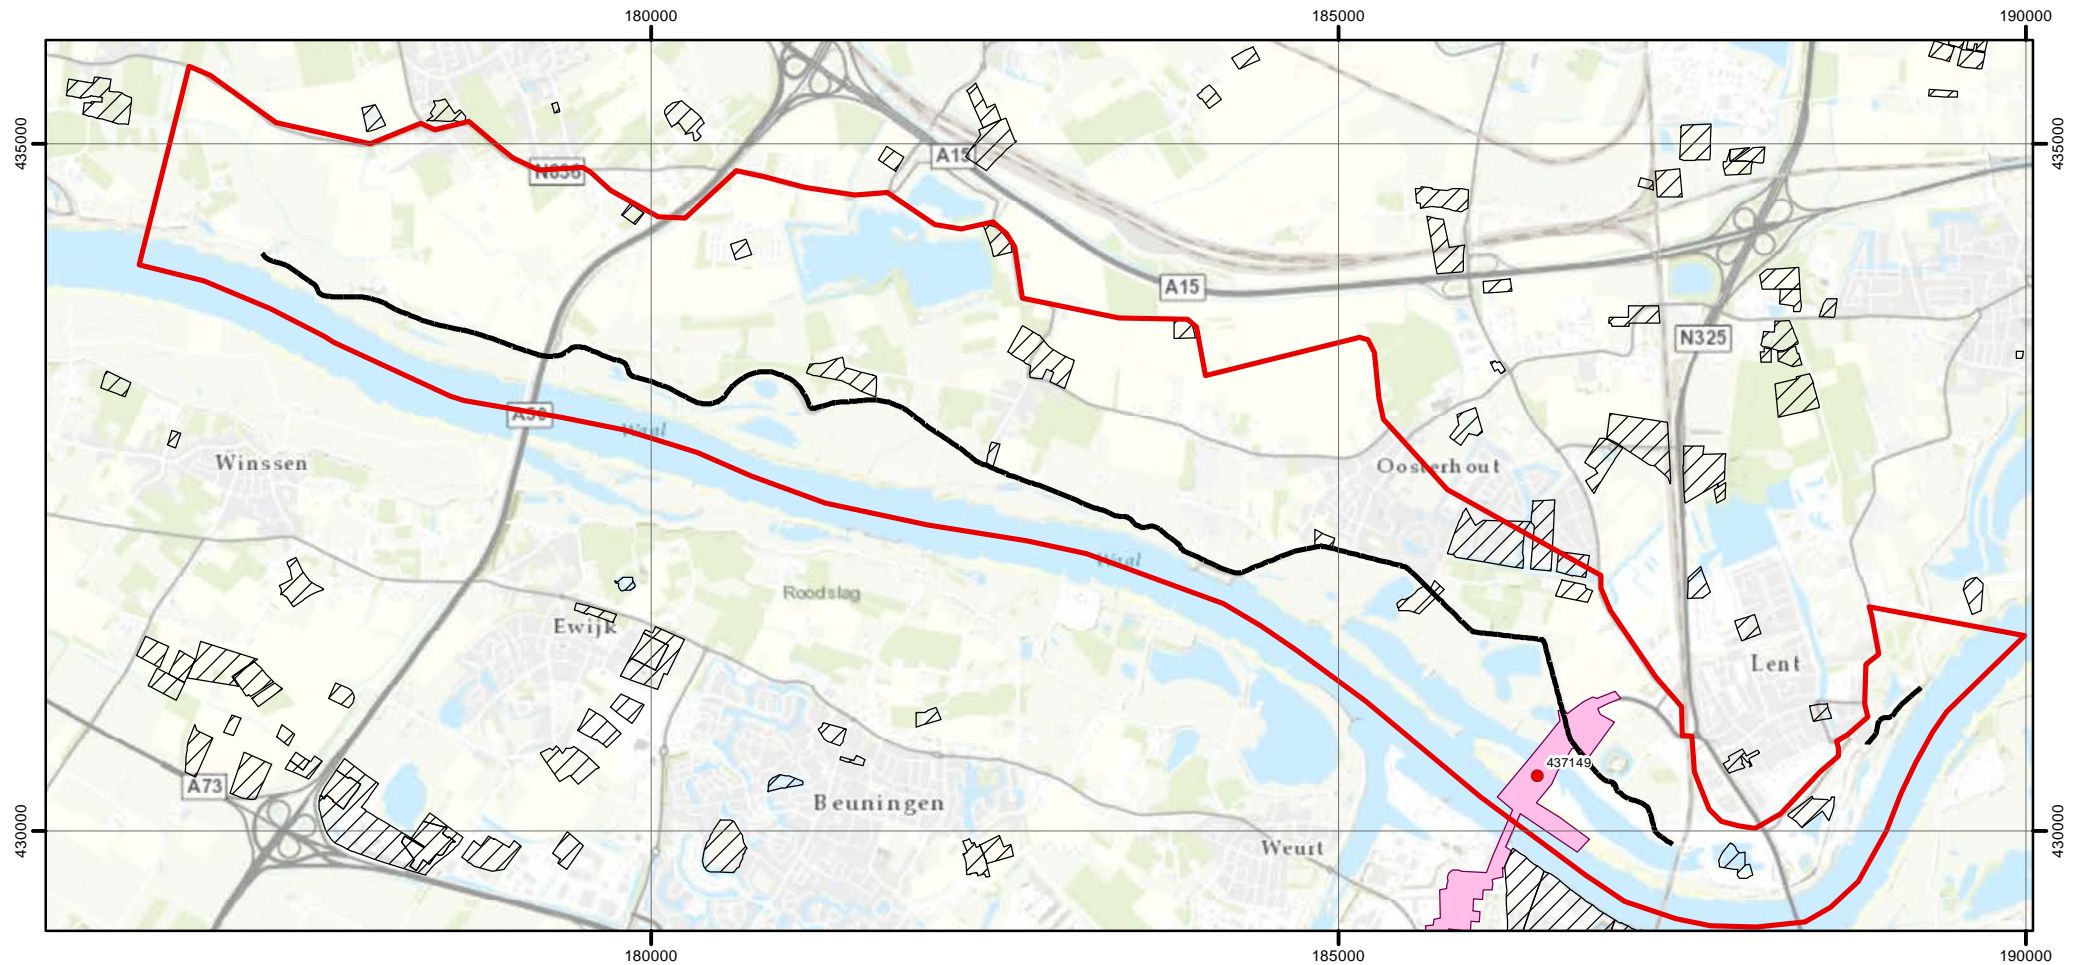 180000
185000
190000
435000
435000
A15
N836
A15
N325
A50
Waal
Winssen
Oosterhout
Waal
Roodslag
Ewijk
Lent
437149
A73
Beuningen
430000
430000
Weurt
180000
185000
190000